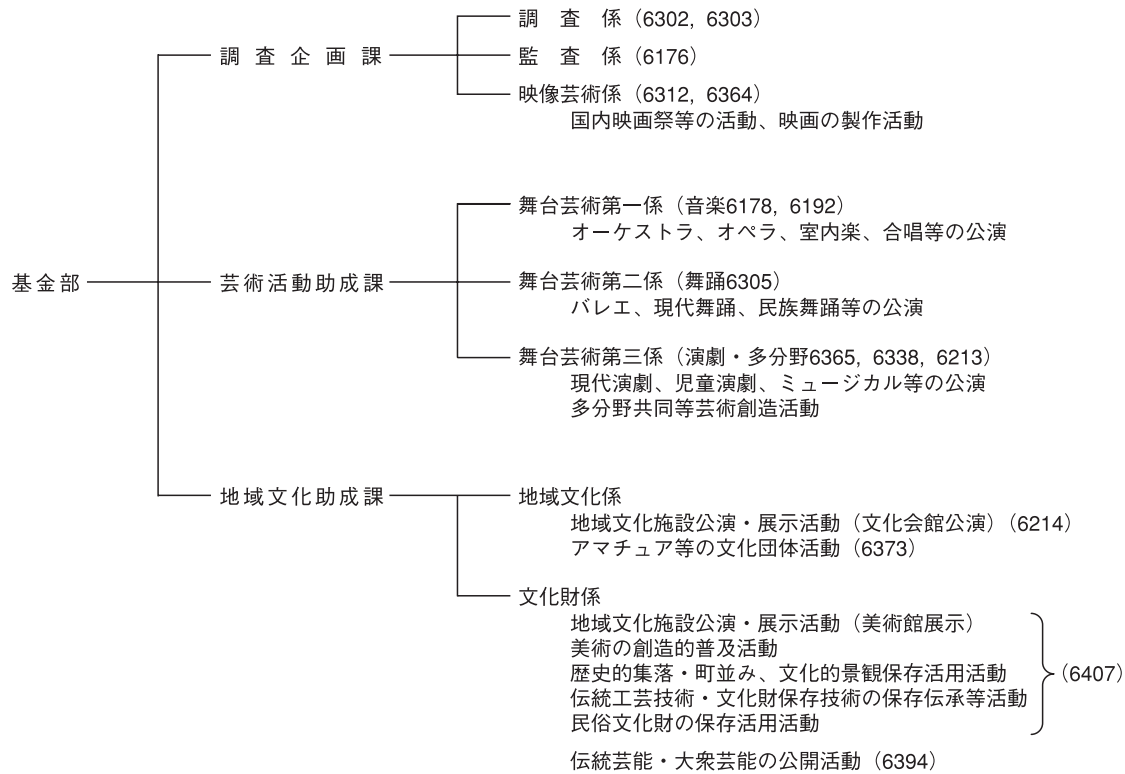 調査係（6302, 6303）
調査企画課
監査係（6176）
映像芸術係（6312, 6364）
国内映画祭等の活動、映画の製作活動
舞台芸術第一係（音楽6178, 6192）
オーケストラ、オペラ、室内楽、合唱等の公演
基金部
芸術活動助成課
舞台芸術第二係（舞踊6305）
バレエ、現代舞踊、民族舞踊等の公演
舞台芸術第三係（演劇・多分野6365, 6338, 6213）
現代演劇、児童演劇、ミュージカル等の公演
多分野共同等芸術創造活動
地域文化助成課
地域文化係
地域文化施設公演・展示活動（文化会館公演）（6214）
アマチュア等の文化団体活動（6373）
文化財係
地域文化施設公演・展示活動（美術館展示）
美術の創造的普及活動
歴史的集落・町並み、文化的景観保存活用活動
（6407）
伝統工芸技術・文化財保存技術の保存伝承等活動
民俗文化財の保存活用活動
伝統芸能・大衆芸能の公開活動（6394）